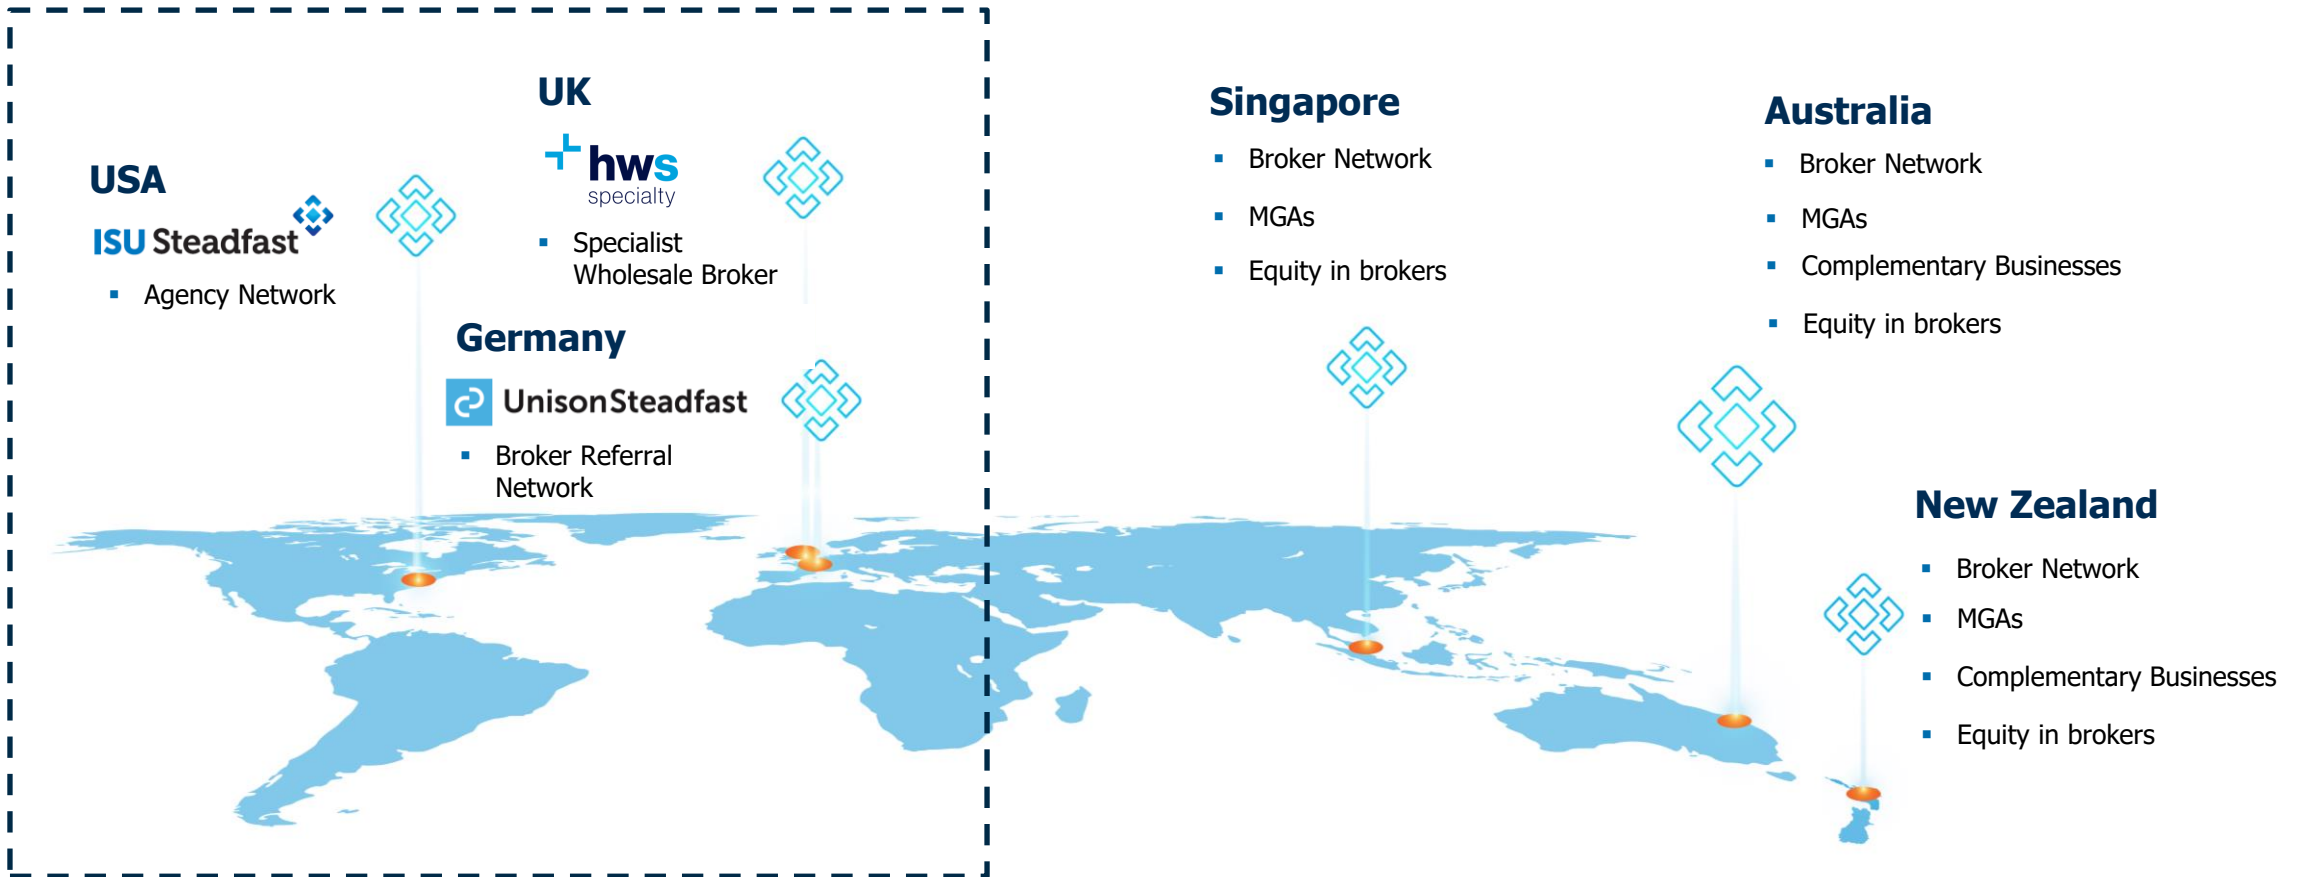 USA
ISU Steadfast
Agency Network
UK
hws
specialty
Specialist
Wholesale Broker
Germany
UnisonSteadfast
Broker Referral
Network
Singapore
Broker Network
MGAs
Equity in brokers
Australia
Broker Network
MGAs
Complementary Businesses
Equity in brokers
New Zealand
Broker Network
MGAs
Complementary Businesses
Equity in brokers